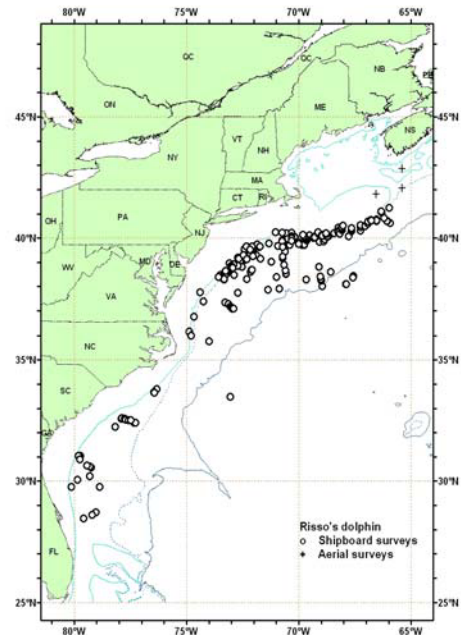 80°W 75°W 70°W 65°W
QC QC NB PE
ON ME
45°N 45°N
NS
VT NH
NY
MA
CT RI
PA
OH NJ
40°N 40°N
MD DE
WV
VA
NC
35°N 35°N
SC
GA
30°N 30°N
FL
Risso's dolphin
Shipboard surveys
Aerial surveys
25°N 25°N
80°W 75°W 70°W 65°W